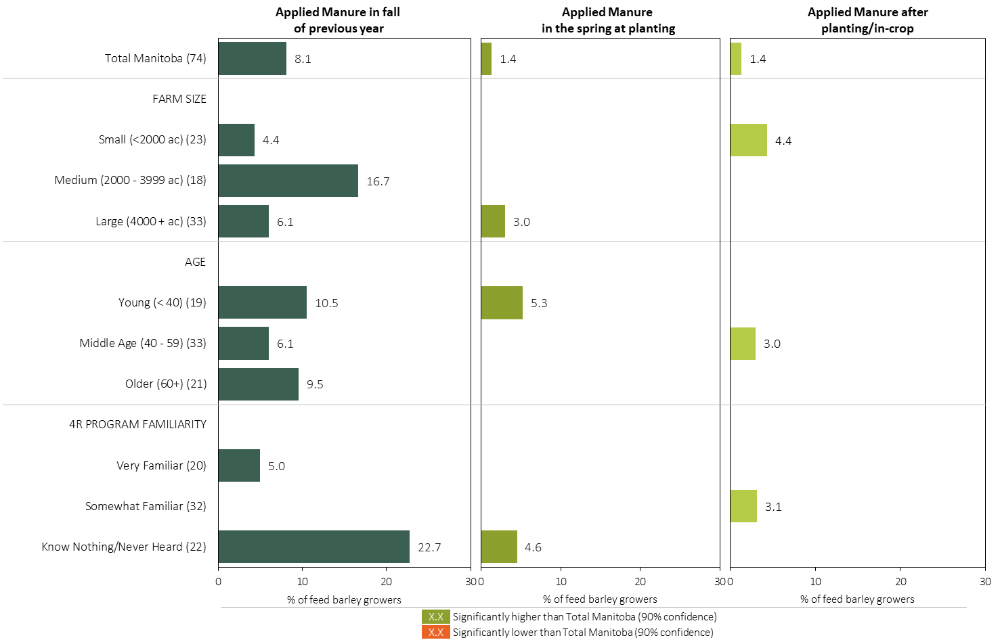 Applied Manure in fall
of previous year
Applied Manure
in the spring at planting
Applied Manure after
planting/in-crop
Total Manitoba (74) 8.1 1.4 1.4
FARM SIZE
Small (<2000 ac) (23) 4.4 4.4
Medium (2000 - 3999 ac) (18) 16.7
Large (4000 + ac) (33) 6.1 3.0
AGE
Young (< 40) (19) 10.5 5.3
Middle Age (40 - 59) (33) 6.1 3.0
Older (60+) (21) 9.5
4R PROGRAM FAMILIARITY
Very Familiar (20) 5.0
Somewhat Familiar (32) 3.1
Know Nothing/Never Heard (22) 22.7 4.6
0 10 20 30 0 10 20 30 0 10 20 30
% of feed barley growers % of feed barley growers % of feed barley growers
X.X Significantly higher than Total Manitoba (90% confidence)
X.X Significantly lower than Total Manitoba (90% confidence)